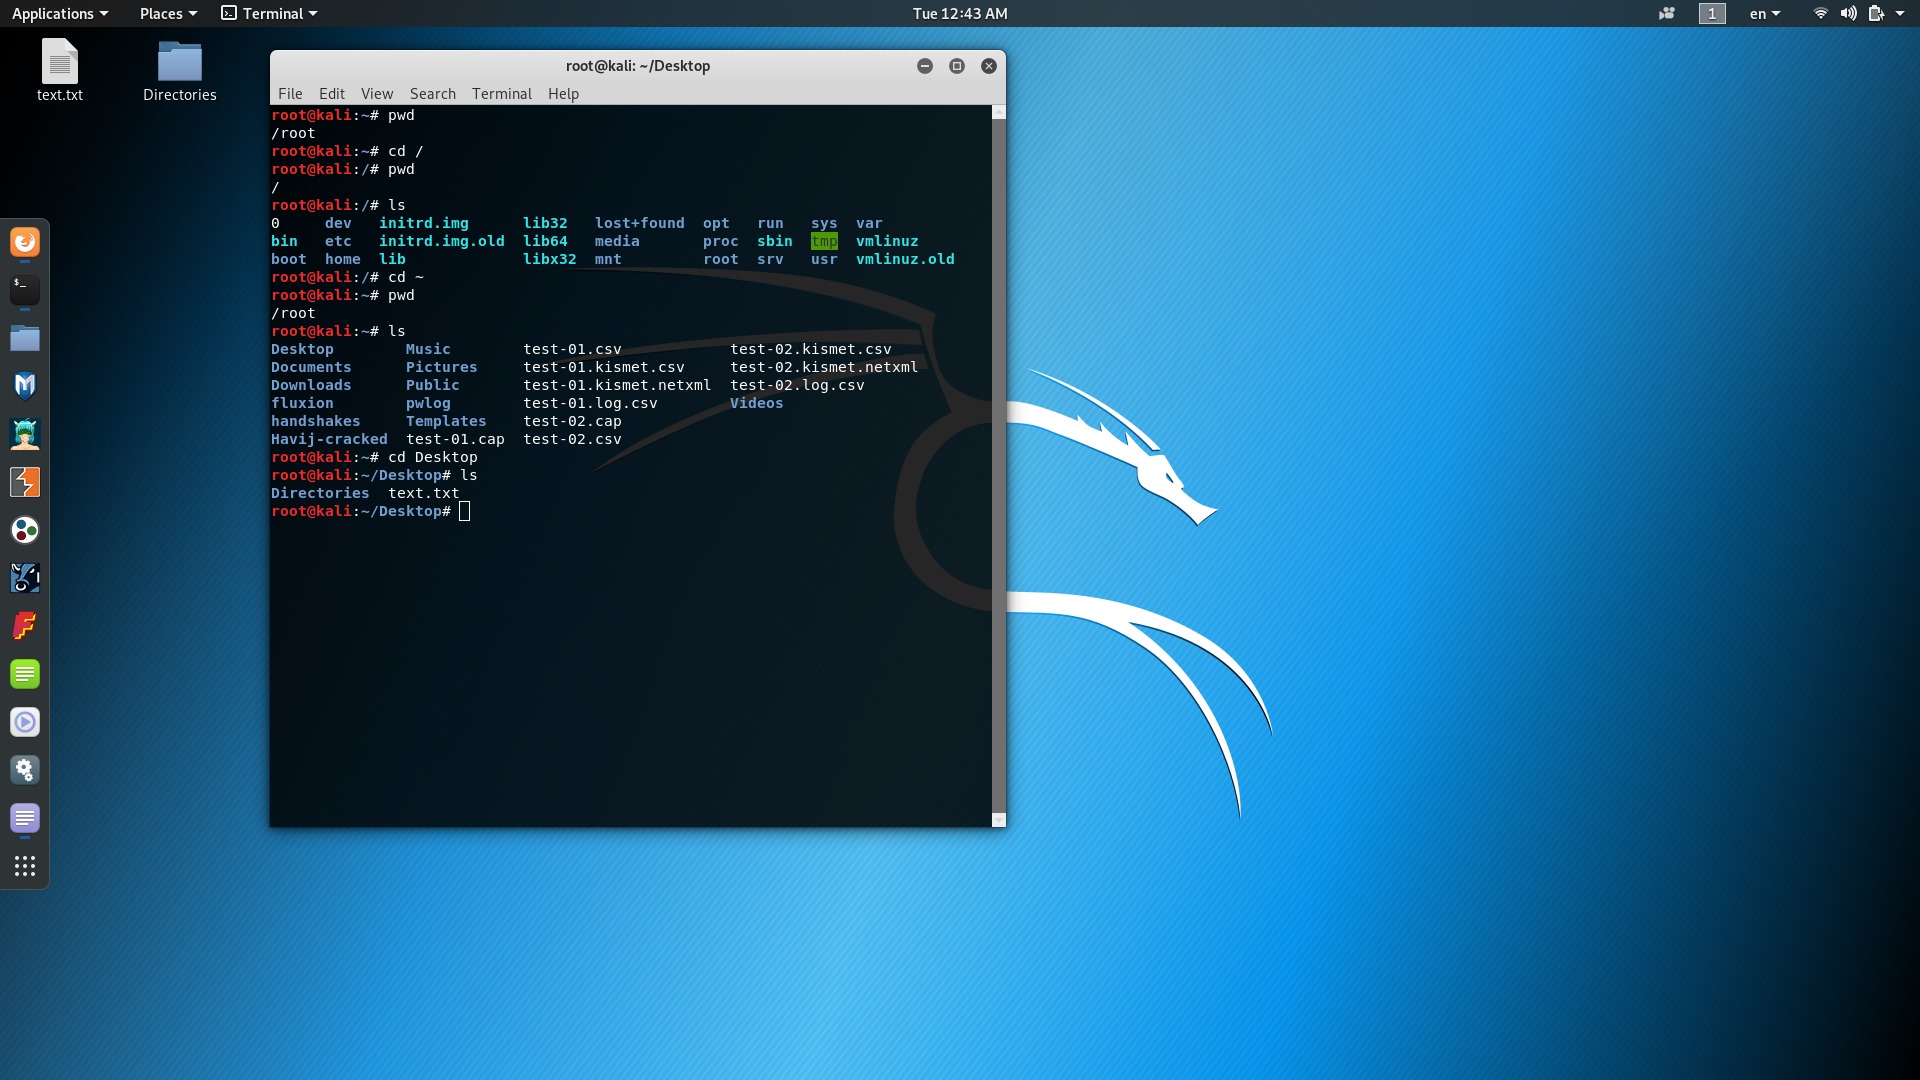 Applications Places Terminal Tue 12:43 AM 1 en
text.txt Directories
root@kali: ~/Desktop
File Edit View Search Terminal Help
root@kali:~# pwd
/root
root@kali:~# cd /
root@kali:/# pwd
/
root@kali:/# ls
0 dev initrd.img lib32 lost+found opt run sys var
bin etc initrd.img.old lib64 media proc sbin tmp vmlinuz
boot home lib libx32 mnt root srv usr vmlinuz.old
root@kali:/# cd ~
root@kali:~# pwd
/root
root@kali:~# ls
Desktop Music test-01.csv test-02.kismet.csv
Documents Pictures test-01.kismet.csv test-02.kismet.netxml
Downloads Public test-01.kismet.netxml test-02.log.csv
fluxion pwlog test-01.log.csv Videos
handshakes Templates test-02.cap
Havij-cracked test-01.cap test-02.csv
root@kali:~# cd Desktop
root@kali:~/Desktop# ls
Directories text.txt
root@kali:~/Desktop#